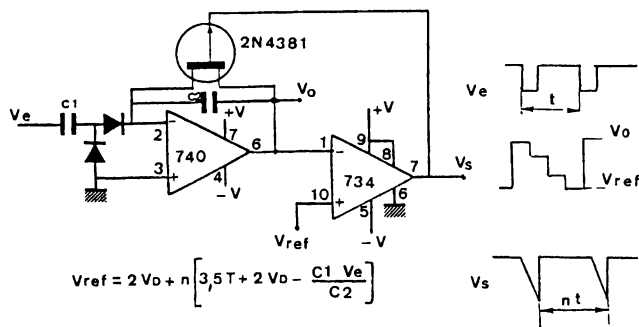 2N4381
Ve
C1
C2
Vo
2
3
-
+
740
7
+V
6
4
-V
1
10
-
+
734
+V
9
8
7
6
5
-V
Vs
Vref
Ve
t
Vo
Vref
Vs
nt
Vref = 2 VD + n [ 3,5 T + 2 VD - C1 Ve / C2 ]